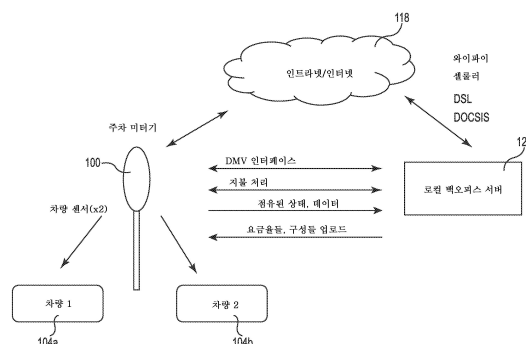 118
인트라넷/인터넷
와이파이
셀룰러
DSL
DOCSIS
주차 미터기
100
12
DMV 인터페이스
지불 처리
점유된 상태, 데이터
요금율들, 구성들 업로드
로컬 백오피스 서버
차량 센서(x2)
차량 1
차량 2
104a
104b